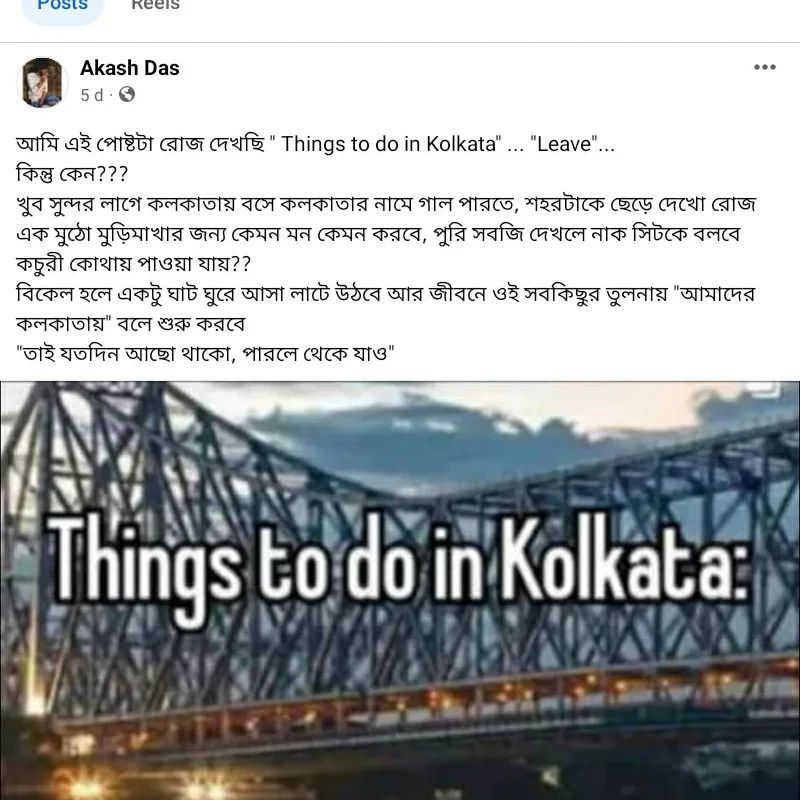 Posts Reels
Akash Das
5 d ·
আমি এই পোষ্টটা রোজ দেখছি " Things to do in Kolkata" ... "Leave"...
কিন্তু কেন???
খুব সুন্দর লাগে কলকাতায় বসে কলকাতার নামে গাল পারতে, শহরটাকে ছেড়ে দেখো রোজ
এক মুঠো মুড়িমাখার জন্য কেমন মন কেমন করবে, পুরি সবজি দেখলে নাক সিটকে বলবে
কচুরী কোথায় পাওয়া যায়??
বিকেল হলে একটু ঘাট ঘুরে আসা লাটে উঠবে আর জীবনে ওই সবকিছুর তুলনায় "আমাদের
কলকাতায়" বলে শুরু করবে
"তাই যতদিন আছো থাকো, পারলে থেকে যাও"
Things to do in Kolkata: